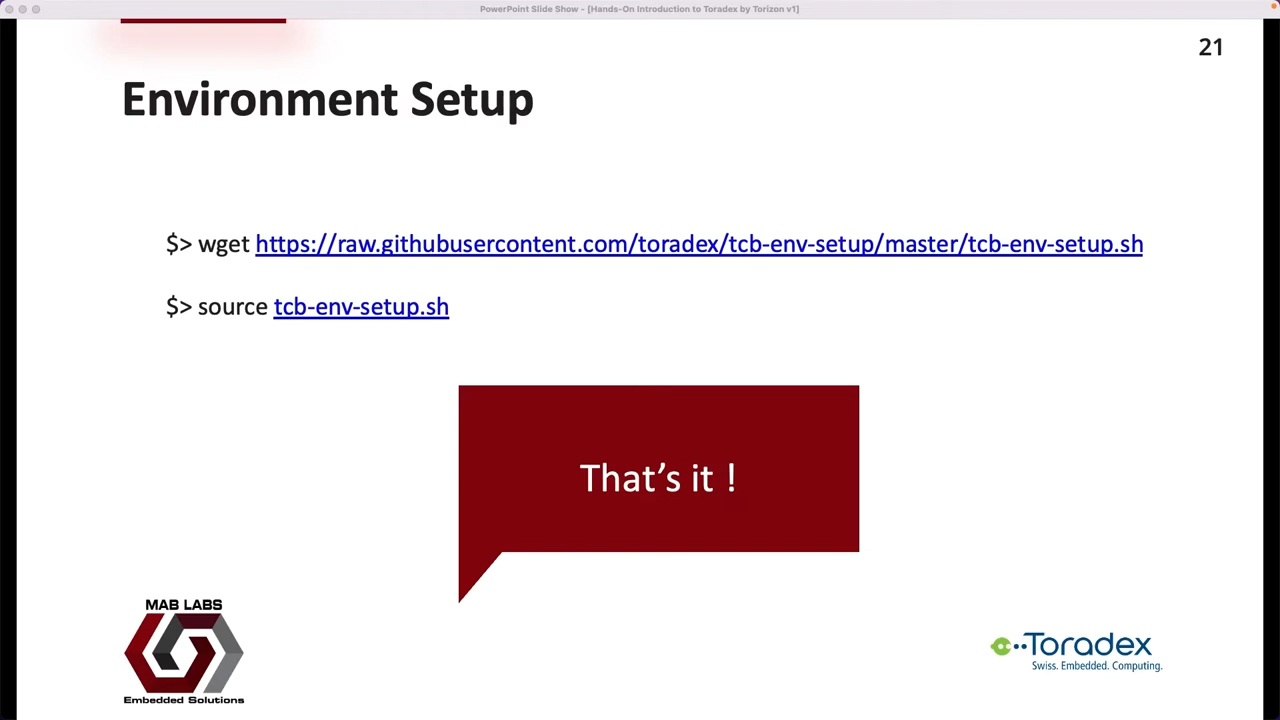 PowerPoint Slide Show - [Hands-On Introduction to Toradex by Torizon v1]
21
Environment Setup
$> wget https://raw.githubusercontent.com/toradex/tcb-env-setup/master/tcb-env-setup.sh
$> source tcb-env-setup.sh
That’s it !
MAB LABS
Embedded Solutions
Toradex
Swiss. Embedded. Computing.